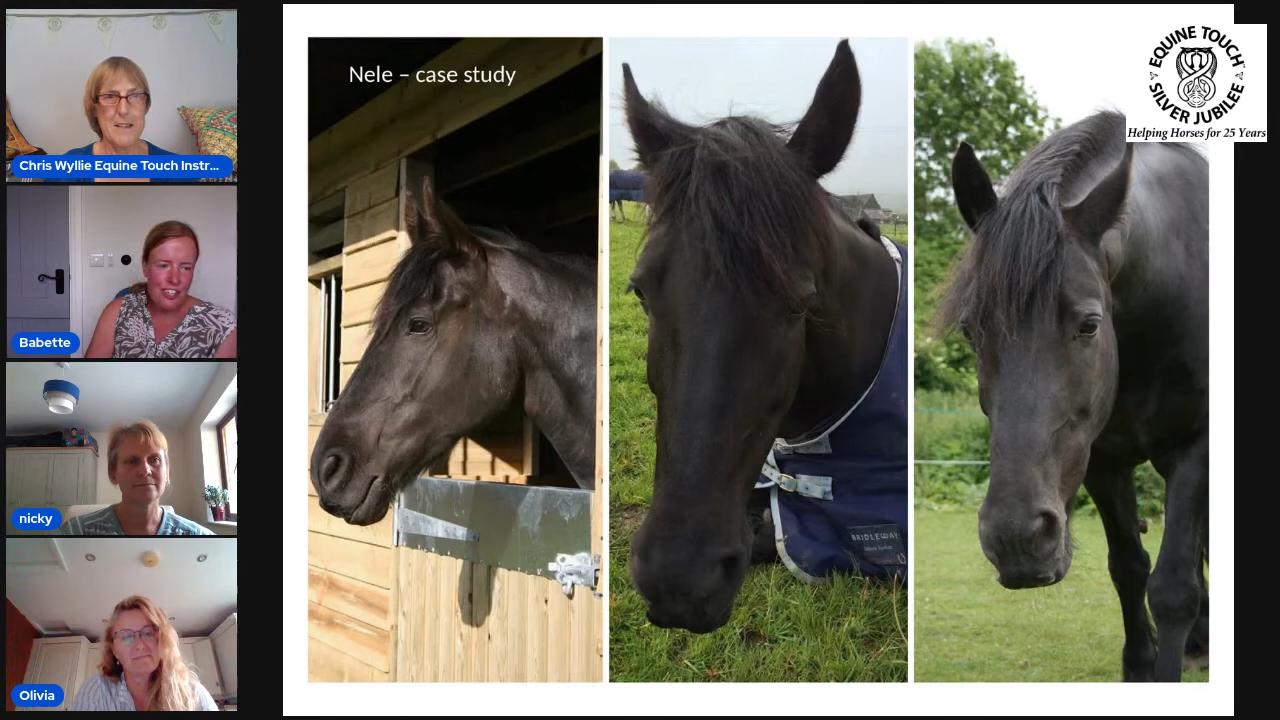 Chris Wyllie Equine Touch Instr...
Babette
nicky
Olivia
Nele – case study
BRIDLEWAY
EQUINE TOUCH
SILVER JUBILEE
Helping Horses for 25 Years